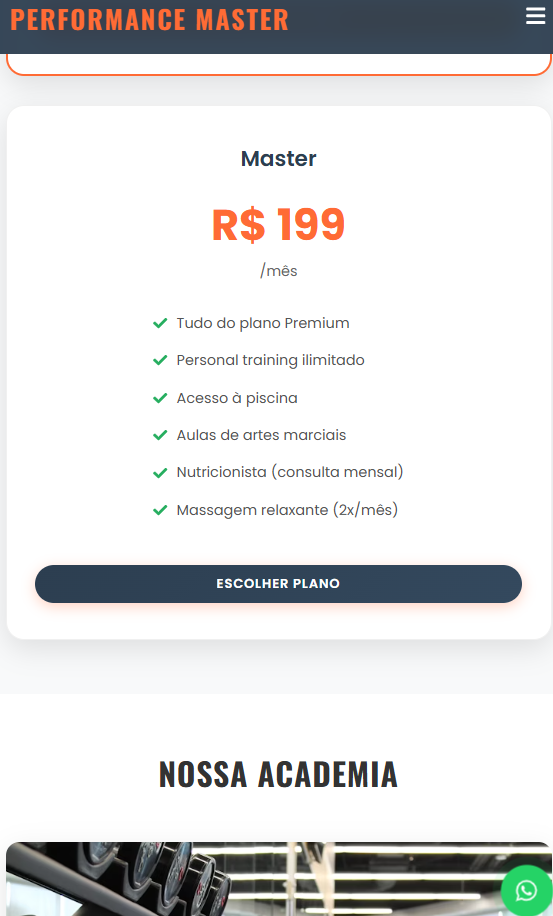 PERFORMANCE MASTER
Master
R$ 199
/mês
Tudo do plano Premium
Personal training ilimitado
Acesso à piscina
Aulas de artes marciais
Nutricionista (consulta mensal)
Massagem relaxante (2x/mês)
ESCOLHER PLANO
NOSSA ACADEMIA